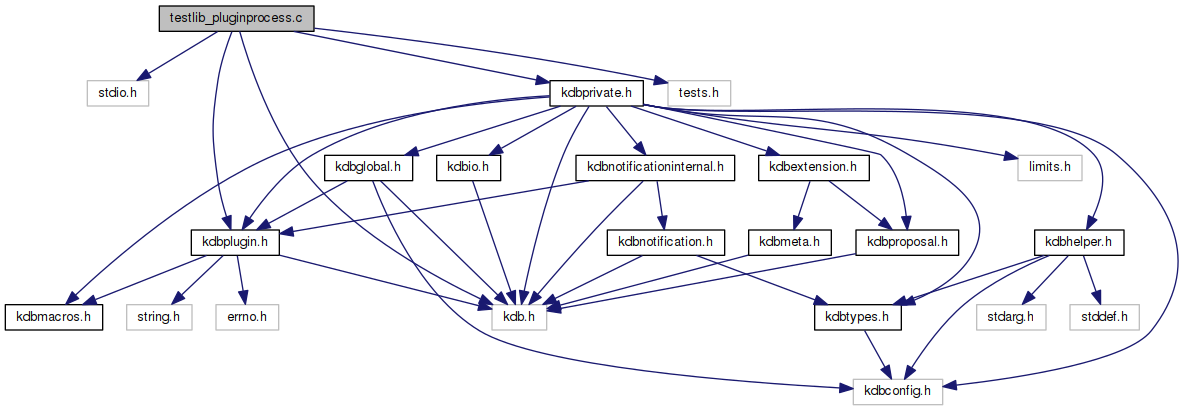 testlib_pluginprocess.c
stdio.h
kdbprivate.h
tests.h
kdbglobal.h
kdbio.h
kdbnotificationinternal.h
kdbextension.h
limits.h
kdbplugin.h
kdbnotification.h
kdbmeta.h
kdbproposal.h
kdbhelper.h
kdbmacros.h
string.h
errno.h
kdb.h
kdbtypes.h
stdarg.h
stddef.h
kdbconfig.h